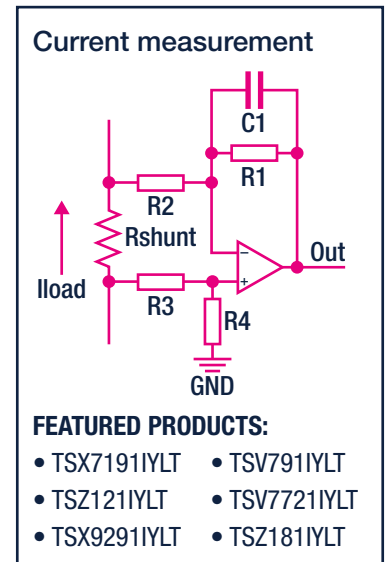 Current measurement
C1
R1
R2
Rshunt
Iload
−
+
Out
R3
R4
GND
FEATURED PRODUCTS:
• TSX7191IYLT • TSV791IYLT
• TSZ121IYLT • TSV7721IYLT
• TSX9291IYLT • TSZ181IYLT